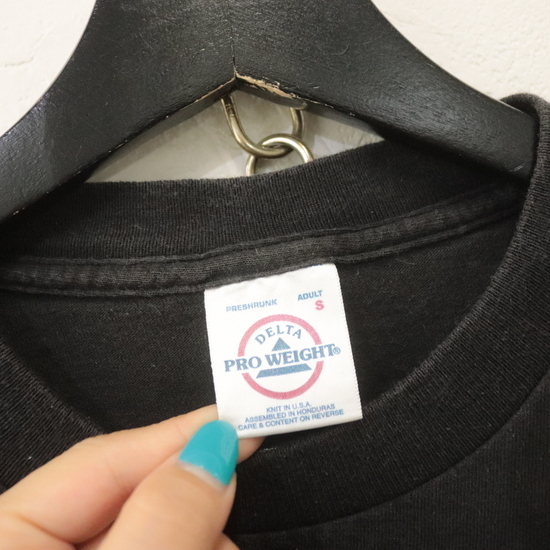 PRESHRUNK ADULT
S
DELTA
PRO WEIGHT®
KNIT IN U.S.A.
ASSEMBLED IN HONDURAS
CARE & CONTENT ON REVERSE